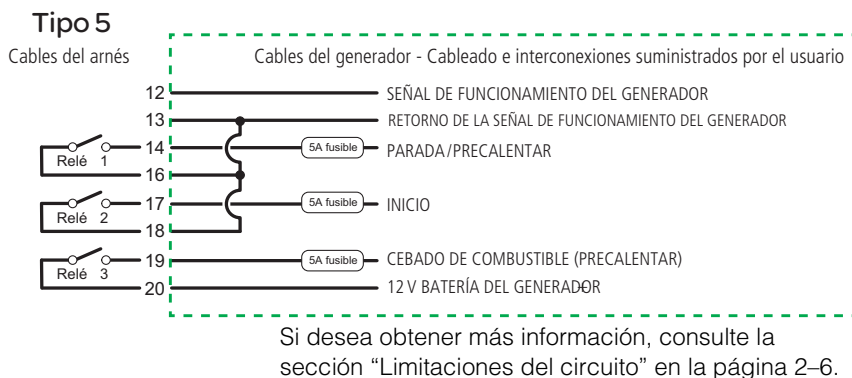 Tipo 5
Cables del arnés
Cables del generador - Cableado e interconexiones suministrados por el usuario
12 SEÑAL DE FUNCIONAMIENTO DEL GENERADOR
13 RETORNO DE LA SEÑAL DE FUNCIONAMIENTO DEL GENERADOR
Relé 1 14 5A fusible PARADA/PRECALENTAR
16
Relé 2 17 5A fusible INICIO
18
Relé 3 19 5A fusible CEBADO DE COMBUSTIBLE (PRECALENTAR)
20 12 V BATERÍA DEL GENERADOR–
Si desea obtener más información, consulte la
sección “Limitaciones del circuito” en la página 2–6.